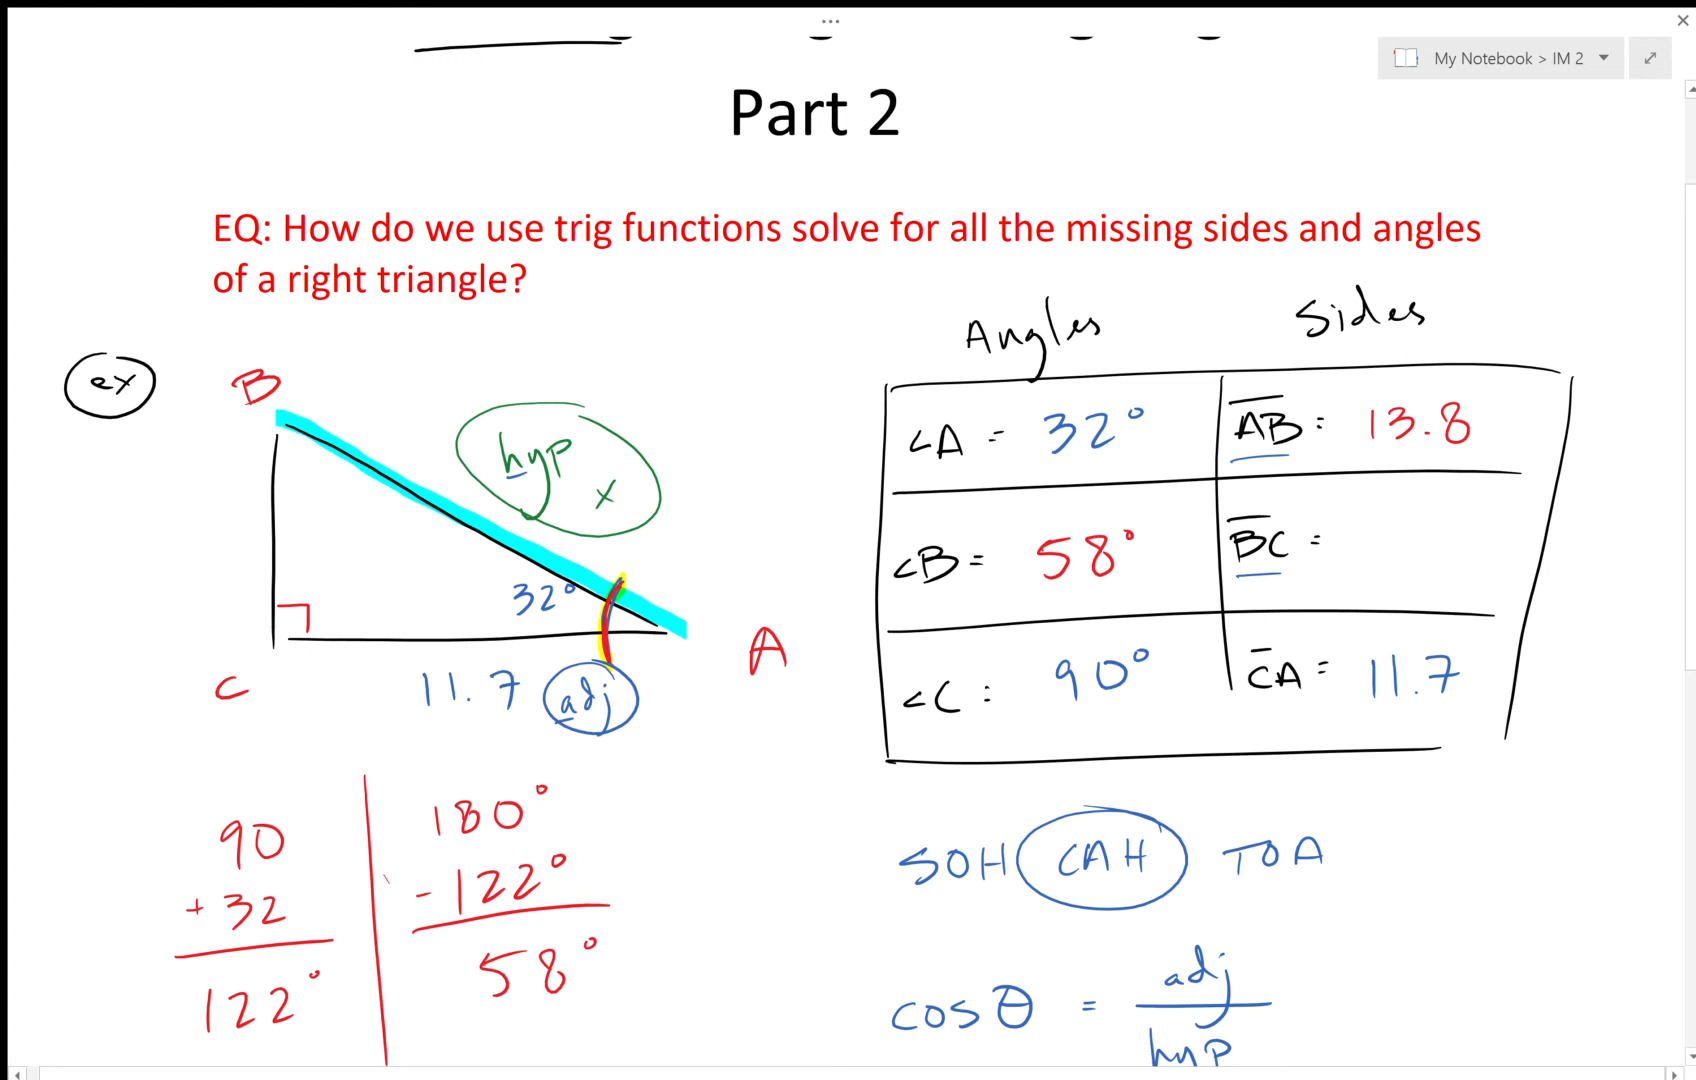 My Notebook > IM 2
Part 2
EQ: How do we use trig functions solve for all the missing sides and angles
of a right triangle?
Angles Sides
ex
B
hyp
x
32°
A
C
11.7 adj
∠A = 32° AB: 13.8
∠B = 58° BC =
∠C: 90° CA = 11.7
90
+ 32
122°
180°
- 122°
58°
SOH CAH TOA
cos θ = adj
hyp